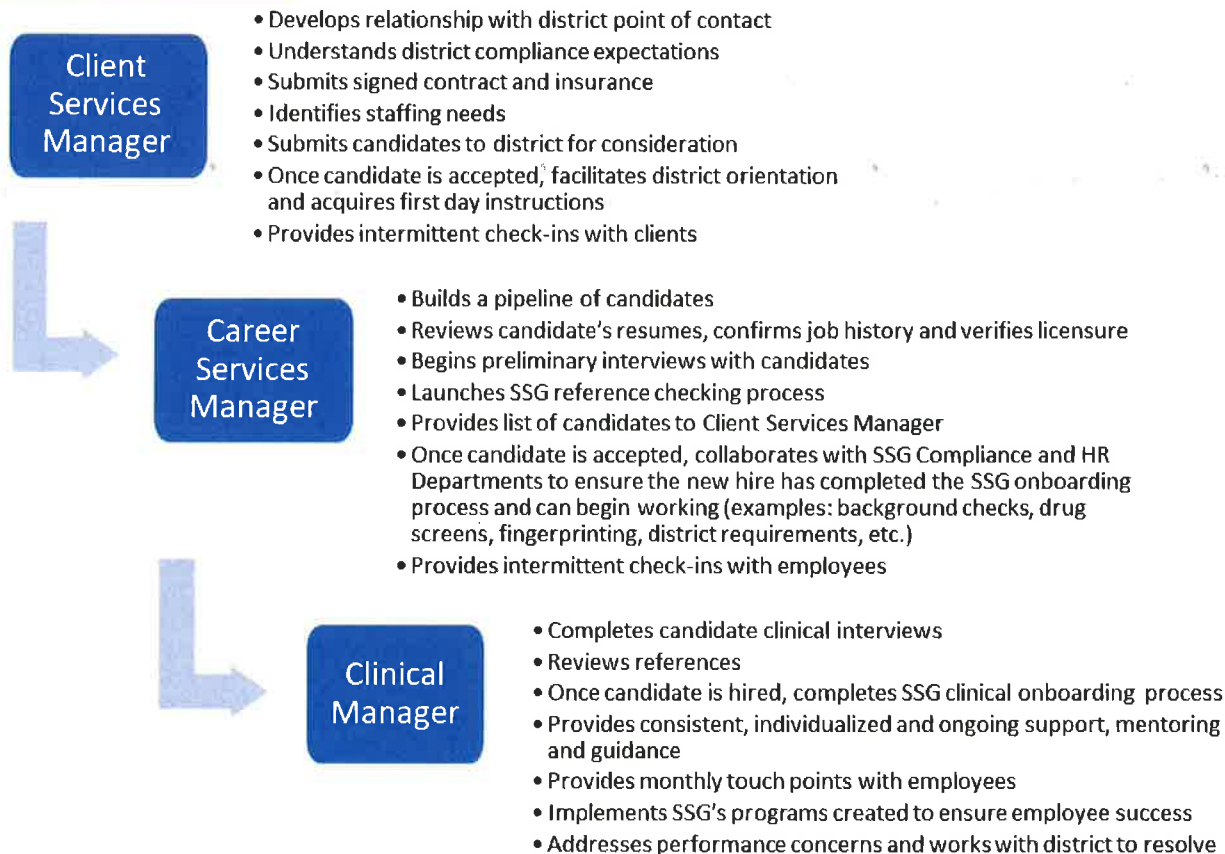 Client
Services
Manager
• Develops relationship with district point of contact
• Understands district compliance expectations
• Submits signed contract and insurance
• Identifies staffing needs
• Submits candidates to district for consideration
• Once candidate is accepted, facilitates district orientation
and acquires first day instructions
• Provides intermittent check-ins with clients
Career
Services
Manager
• Builds a pipeline of candidates
• Reviews candidate's resumes, confirms job history and verifies licensure
• Begins preliminary interviews with candidates
• Launches SSG reference checking process
• Provides list of candidates to Client Services Manager
• Once candidate is accepted, collaborates with SSG Compliance and HR
Departments to ensure the new hire has completed the SSG onboarding
process and can begin working (examples: background checks, drug
screens, fingerprinting, district requirements, etc.)
• Provides intermittent check-ins with employees
Clinical
Manager
• Completes candidate clinical interviews
• Reviews references
• Once candidate is hired, completes SSG clinical onboarding process
• Provides consistent, individualized and ongoing support, mentoring
and guidance
• Provides monthly touch points with employees
• Implements SSG's programs created to ensure employee success
• Addresses performance concerns and works with district to resolve